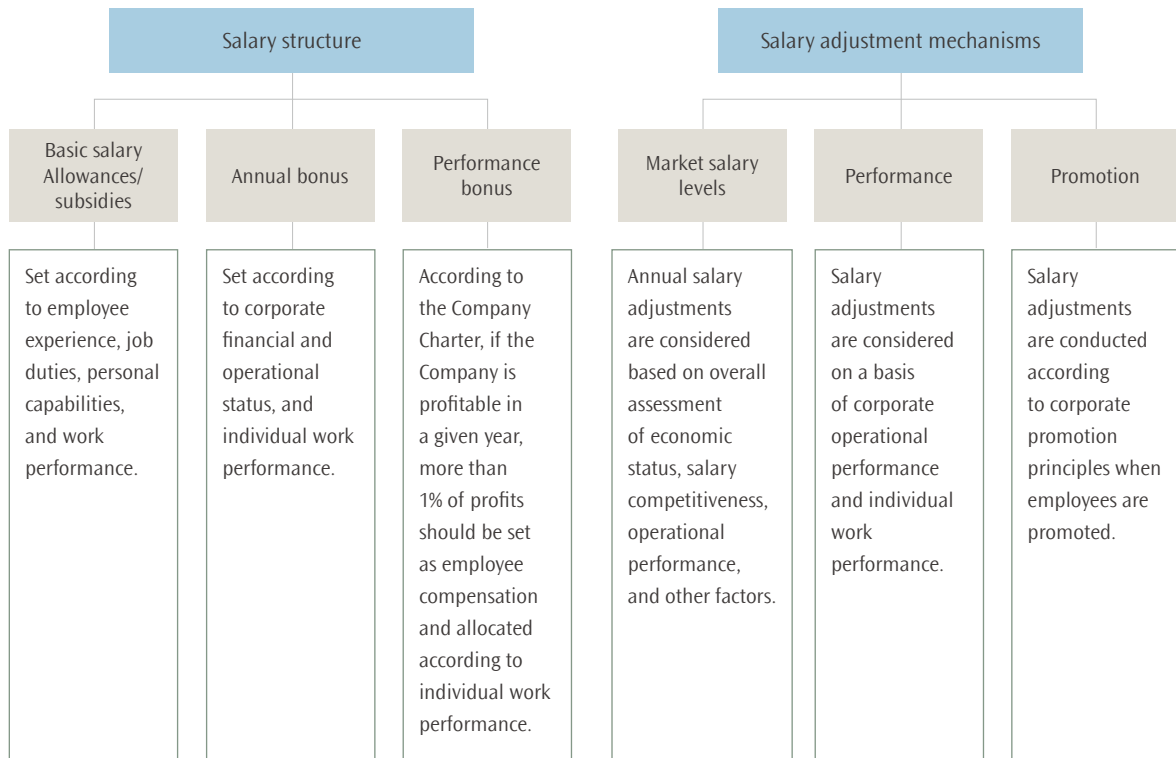 Salary structure
Basic salary
Allowances/
subsidies
Set according
to employee
experience, job
duties, personal
capabilities,
and work
performance.
Annual bonus
Set according
to corporate
financial and
operational
status, and
individual work
performance.
Performance
bonus
According to
the Company
Charter, if the
Company is
profitable in
a given year,
more than
1% of profits
should be set
as employee
compensation
and allocated
according to
individual work
performance.
Salary adjustment mechanisms
Market salary
levels
Annual salary
adjustments
are considered
based on overall
assessment
of economic
status, salary
competitiveness,
operational
performance,
and other factors.
Performance
Salary
adjustments
are considered
on a basis
of corporate
operational
performance
and individual
work
performance.
Promotion
Salary
adjustments
are conducted
according
to corporate
promotion
principles when
employees are
promoted.